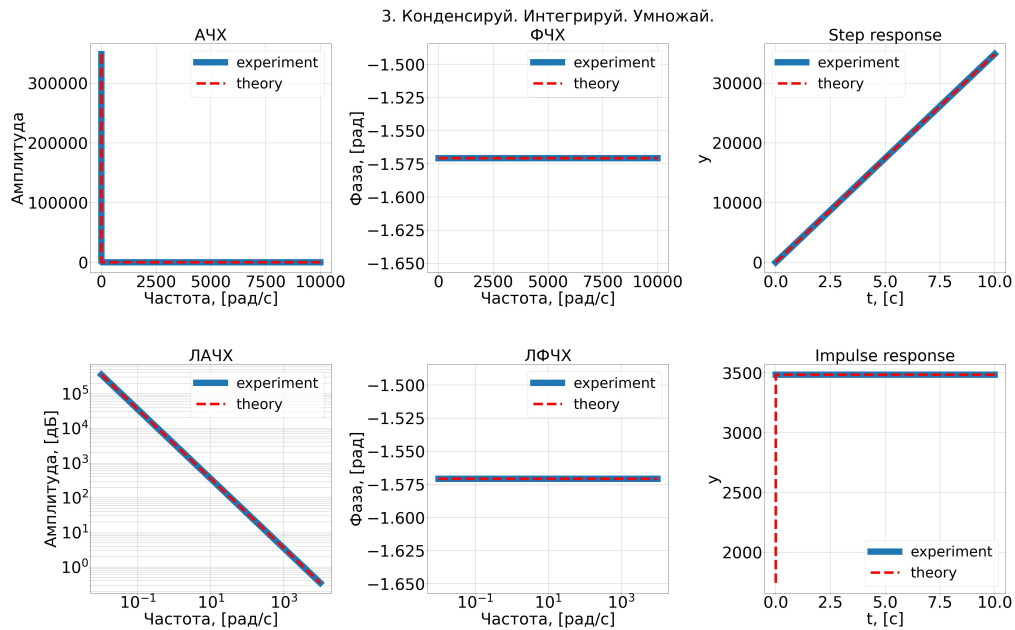 3. Конденсируй. Интегрируй. Умножай.
АЧХ
experiment
theory
300000
200000
100000
0
Амплитуда
0 2500 5000 7500 10000
Частота, [рад/с]
ФЧХ
experiment
theory
−1.500
−1.525
−1.550
−1.575
−1.600
−1.625
−1.650
Фаза, [рад]
0 2500 5000 7500 10000
Частота, [рад/с]
Step response
experiment
theory
30000
20000
10000
0
y
0.0 2.5 5.0 7.5 10.0
t, [c]
ЛАЧХ
experiment
theory
10⁵
10⁴
10³
10²
10¹
10⁰
Амплитуда, [дБ]
10⁻¹ 10¹ 10³
Частота, [рад/с]
ЛФЧХ
experiment
theory
−1.500
−1.525
−1.550
−1.575
−1.600
−1.625
−1.650
Фаза, [рад]
10⁻¹ 10¹ 10³
Частота, [рад/с]
Impulse response
3500
3000
2500
2000
y
experiment
theory
0.0 2.5 5.0 7.5 10.0
t, [c]